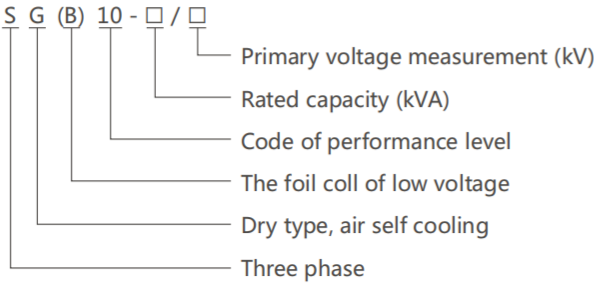 S G (B) 10 - □ / □
Primary voltage measurement (kV)
Rated capacity (kVA)
Code of performance level
The foil coll of low voltage
Dry type, air self cooling
Three phase